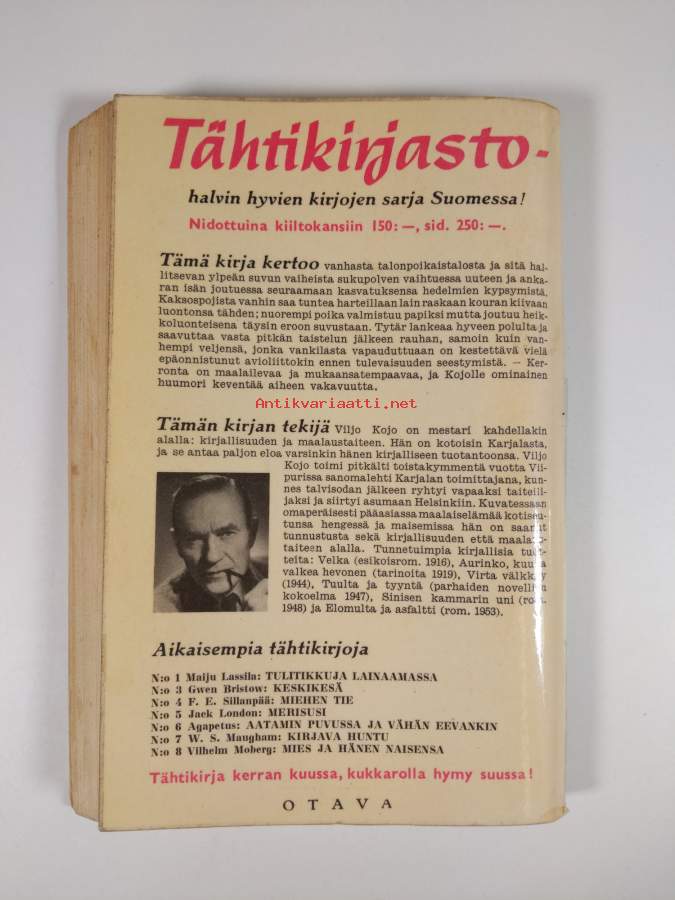 Tähtikirjasto-
halvin hyvien kirjojen sarja Suomessa!
Nidottuina kiiltokansiin 150:—, sid. 250:—.
Tämä kirja kertoo vanhasta talonpoikaistalosta ja sitä hal-
litsevan ylpeän suvun vaiheista sukupolven vaihtuessa uuteen ja anka-
ran isän joutuessa seuraamaan kasvatuksensa hedelmien kypsymistä.
Kaksospojista vanhin saa tuntea harteillaan lain raskaan kouran kiivaan
luontonsa tähden; nuorempi poika valmistuu papiksi mutta joutuu heik-
koluonteisena täysin eroon suvustaan. Tytär lankeaa hyveen polulta ja
saavuttaa vasta pitkän taistelun jälkeen rauhan, samoin kuin van-
hempi veljensä, jonka vankilasta vapauduttuaan on kestettävä vielä
epäonnistunut avioliittokin ennen tulevaisuuden seestymistä. — Ker-
ronta on maalailevaa ja mukaansatempaavaa, ja Kojolle ominainen
huumori keventää aiheen vakavuutta.
Antikvariaatti.net
Tämän kirjan tekijä Viljo Kojo on mestari kahdellakin
alalla: kirjallisuuden ja maalaustaiteen. Hän on kotoisin Karjalasta,
ja se antaa paljon eloa varsinkin hänen kirjalliseen tuotantoonsa. Viljo
Kojo toimi pitkälti toistakymmentä vuotta Vii-
purissa sanomalehti Karjalan toimittajana, kun-
nes talvisodan jälkeen ryhtyi vapaaksi taiteili-
jaksi ja siirtyi asumaan Helsinkiin. Kuvatessaan
omaperäisesti pääasiassa maalaiselämää kotiseu-
tunsa hengessä ja maisemissa hän on saanut
tunnustusta sekä kirjallisuuden että maalaus-
taiteen alalla. Tunnetuimpia kirjallisia tuot-
teita: Velka (esikoisrom. 1916), Aurinko, kuu ja
valkea hevonen (tarinoita 1919), Virta välkkyy
(1944), Tuulta ja tyyntä (parhaiden novellien
kokoelma 1947), Sinisen kammarin uni (rom.
1948) ja Elomulta ja asfaltti (rom. 1953).
Aikaisempia tähtikirjoja
N:o 1 Maiju Lassila: TULITIKKUJA LAINAAMASSA
N:o 3 Gwen Bristow: KESKIKESÄ
N:o 4 F. E. Sillanpää: MIEHEN TIE
N:o 5 Jack London: MERISUSI
N:o 6 Agapetus: AATAMIN PUVUSSA JA VÄHÄN EEVANKIN
N:o 7 W. S. Maugham: KIRJAVA HUNTU
N:o 8 Vilhelm Moberg: MIES JA HÄNEN NAISENSA
Tähtikirja kerran kuussa, kukkarolla hymy suussa!
OTAVA